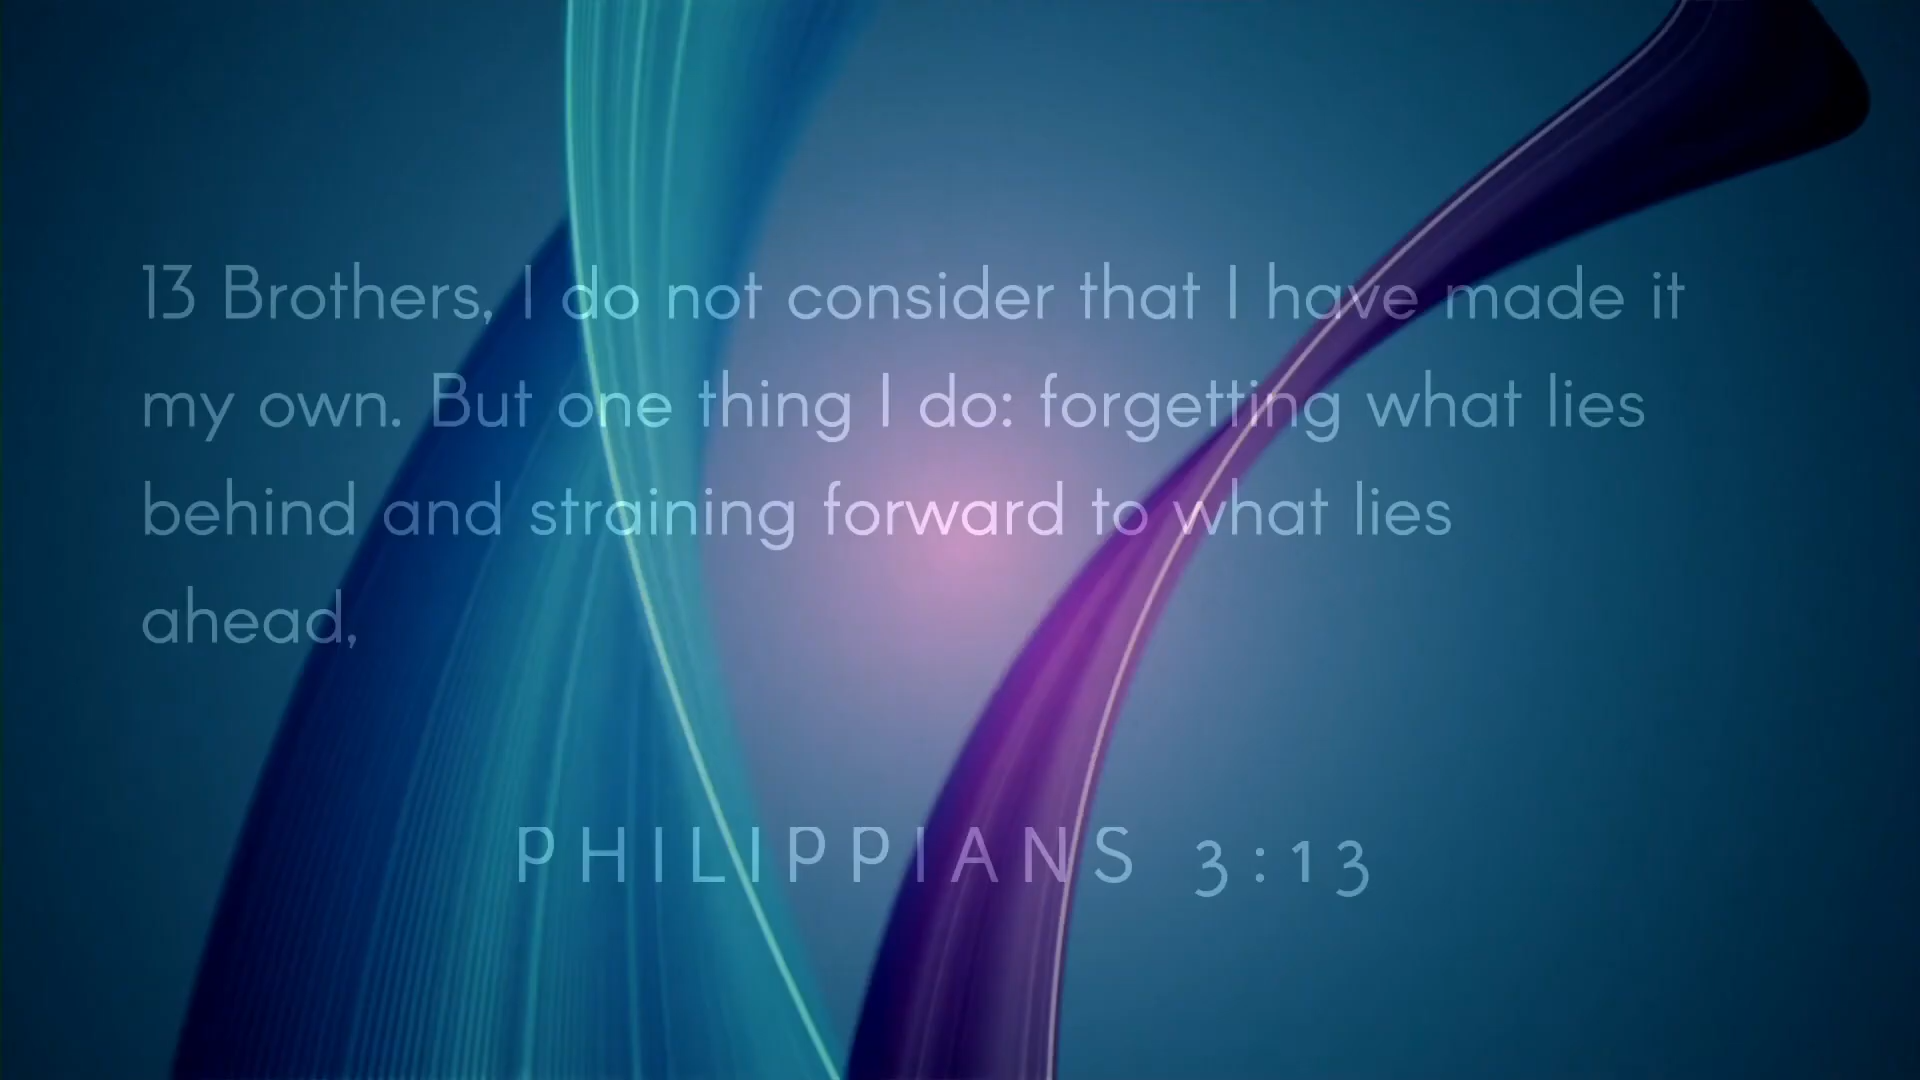 13 Brothers, I do not consider that I have made it
my own. But one thing I do: forgetting what lies
behind and straining forward to what lies
ahead,
PHILIPPIANS 3:13